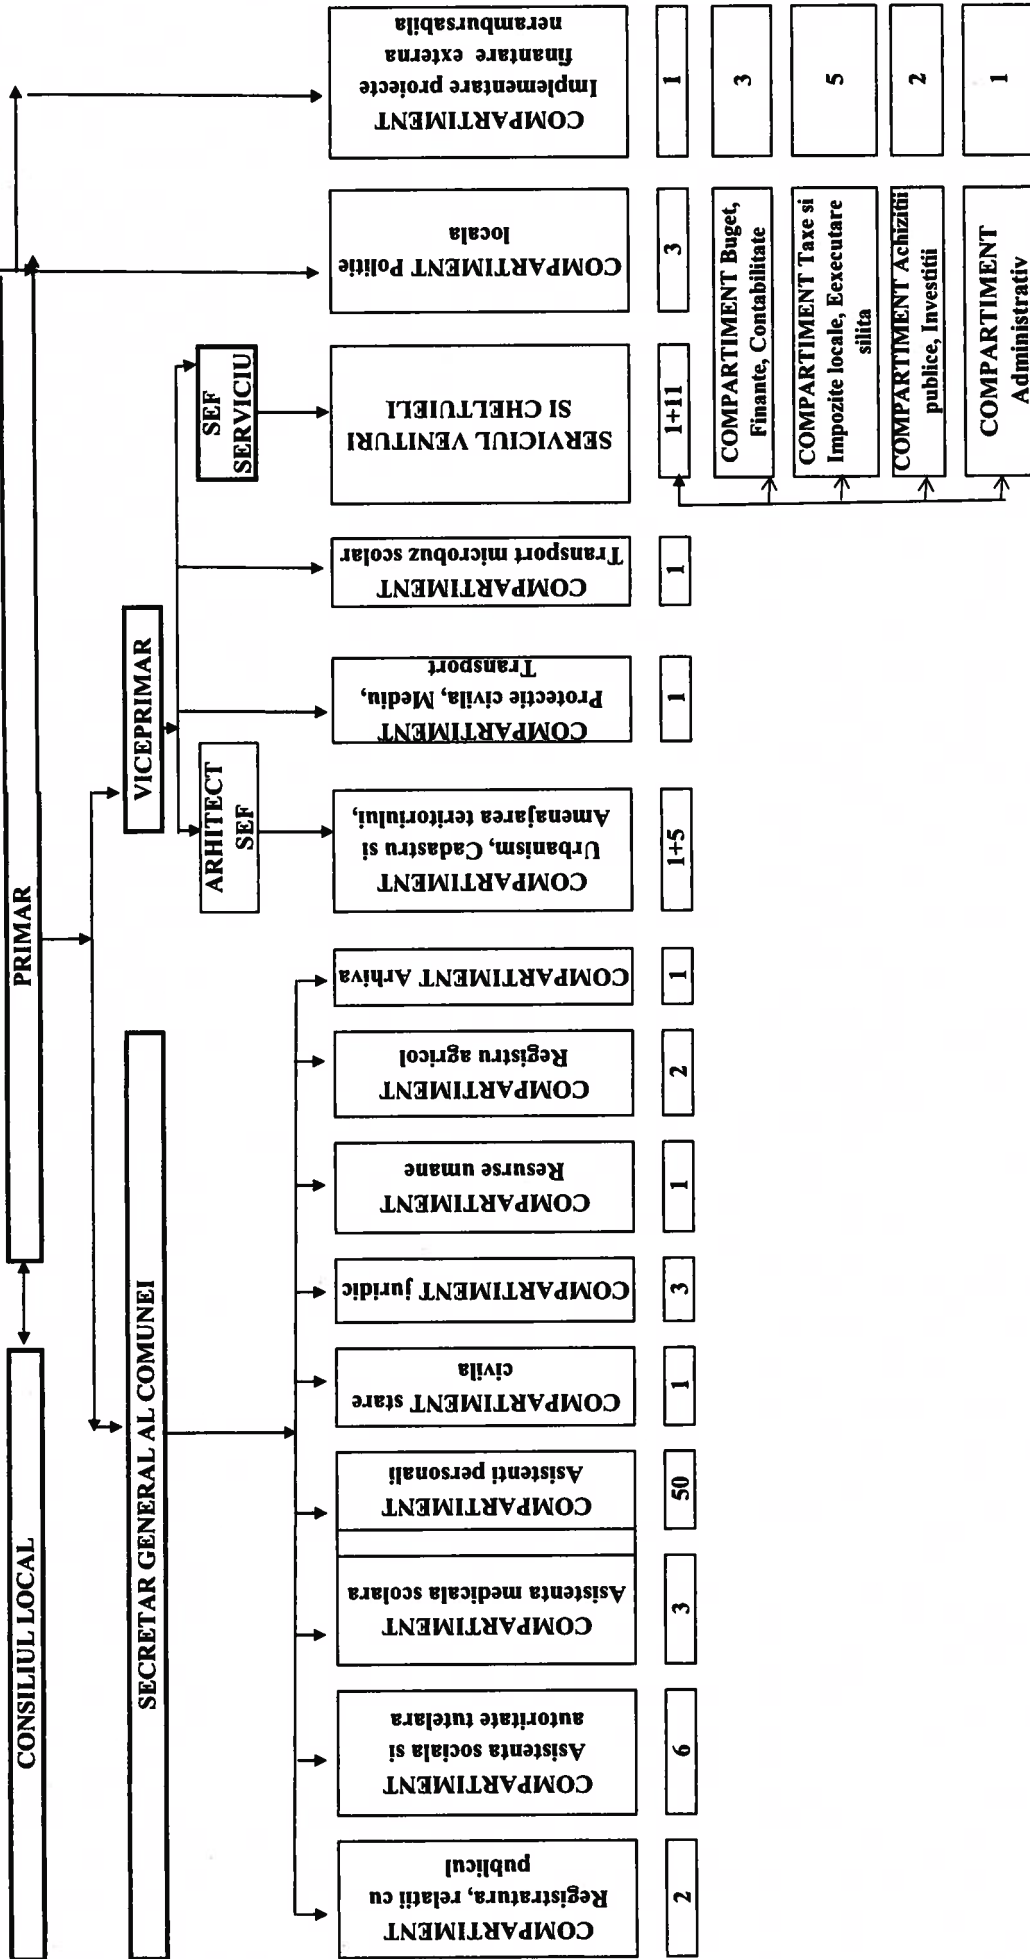 CONSILIUL LOCAL
PRIMAR
SECRETAR GENERAL AL COMUNEI
VICEPRIMAR
ARHITECT
SEF
SEF
SERVICIU
COMPARTIMENT
Registratura, relatii cu
publicul
COMPARTIMENT
Asistenta sociala si
autoritate tutelara
COMPARTIMENT
Asistenta medicala scolara
COMPARTIMENT
Asistenti personali
COMPARTIMENT stare
civila
COMPARTIMENT juridic
COMPARTIMENT
Resurse umane
COMPARTIMENT
Registru agricol
COMPARTIMENT Arhiva
COMPARTIMENT
Urbanism, Cadastru si
Amenajarea teritoriului,
COMPARTIMENT
Protectie civila, Mediu,
Transport
COMPARTIMENT
Transport microbuz scolar
SERVICIUL VENITURI
SI CHELTUIELI
COMPARTIMENT Politie
locala
COMPARTIMENT
Implementare proiecte
finantare externa
nerambursabila
2
6
3
50
1
3
1
2
1
1+5
1
1
1+11
3
1
COMPARTIMENT Buget,
Finante, Contabilitate
3
COMPARTIMENT Taxe si
Impozite locale, Eexecutare
silita
5
COMPARTIMENT Achizitii
publice, Investitii
2
COMPARTIMENT
Administrativ
1